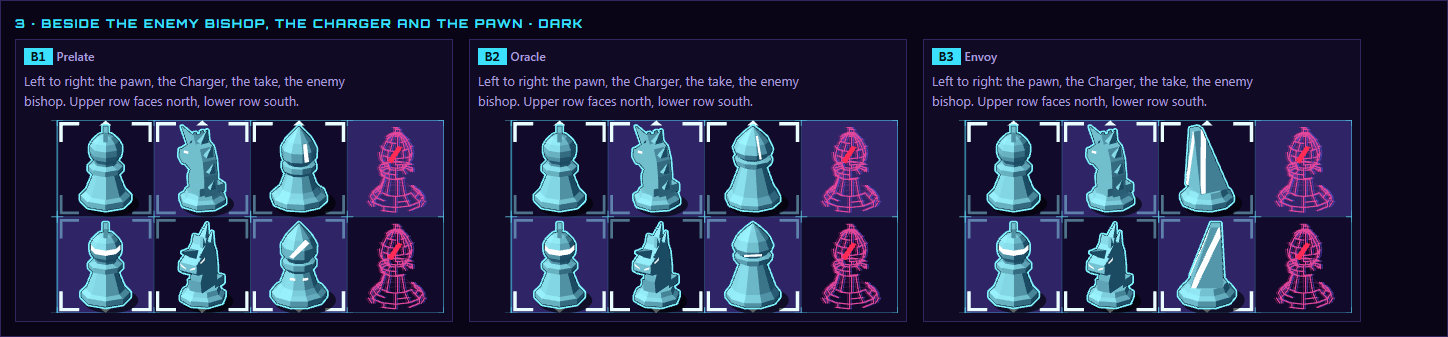 3 · BESIDE THE ENEMY BISHOP, THE CHARGER AND THE PAWN · DARK
B1 Prelate
Left to right: the pawn, the Charger, the take, the enemy
bishop. Upper row faces north, lower row south.
B2 Oracle
Left to right: the pawn, the Charger, the take, the enemy
bishop. Upper row faces north, lower row south.
B3 Envoy
Left to right: the pawn, the Charger, the take, the enemy
bishop. Upper row faces north, lower row south.